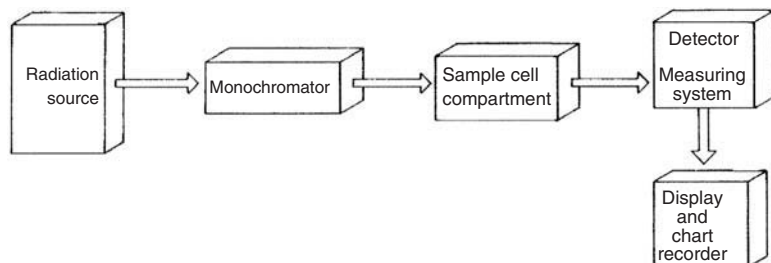 Radiation
source
Monochromator
Sample cell
compartment
Detector
Measuring
system
Display
and
chart
recorder